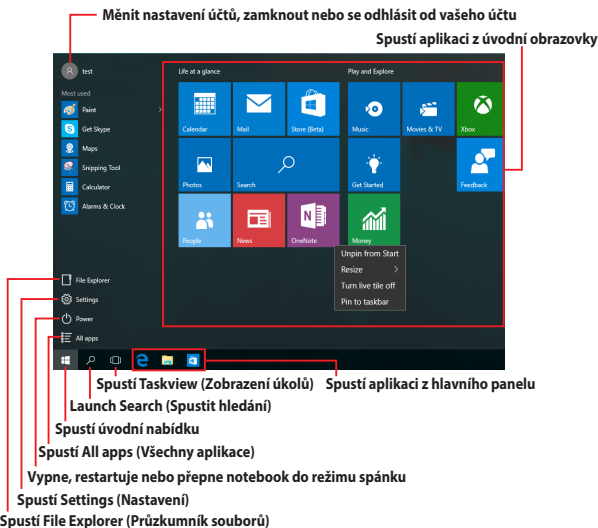 Měnit nastavení účtů, zamknout nebo se odhlásit od vašeho účtu
Spustí aplikaci z úvodní obrazovky
test
Life at a glance
Play and Explore
Most used
Paint
Get Skype
Maps
Snipping Tool
Calculator
Alarms & Clock
Calendar
Mail
Store (Beta)
Music
Movies & TV
Xbox
Photos
Search
Get Started
Feedback
People
News
OneNote
Money
Unpin from Start
Resize
Turn live tile off
Pin to taskbar
File Explorer
Settings
Power
All apps
Spustí Taskview (Zobrazení úkolů)
Spustí aplikaci z hlavního panelu
Launch Search (Spustit hledání)
Spustí úvodní nabídku
Spustí All apps (Všechny aplikace)
Vypne, restartuje nebo přepne notebook do režimu spánku
Spustí Settings (Nastavení)
Spustí File Explorer (Průzkumník souborů)